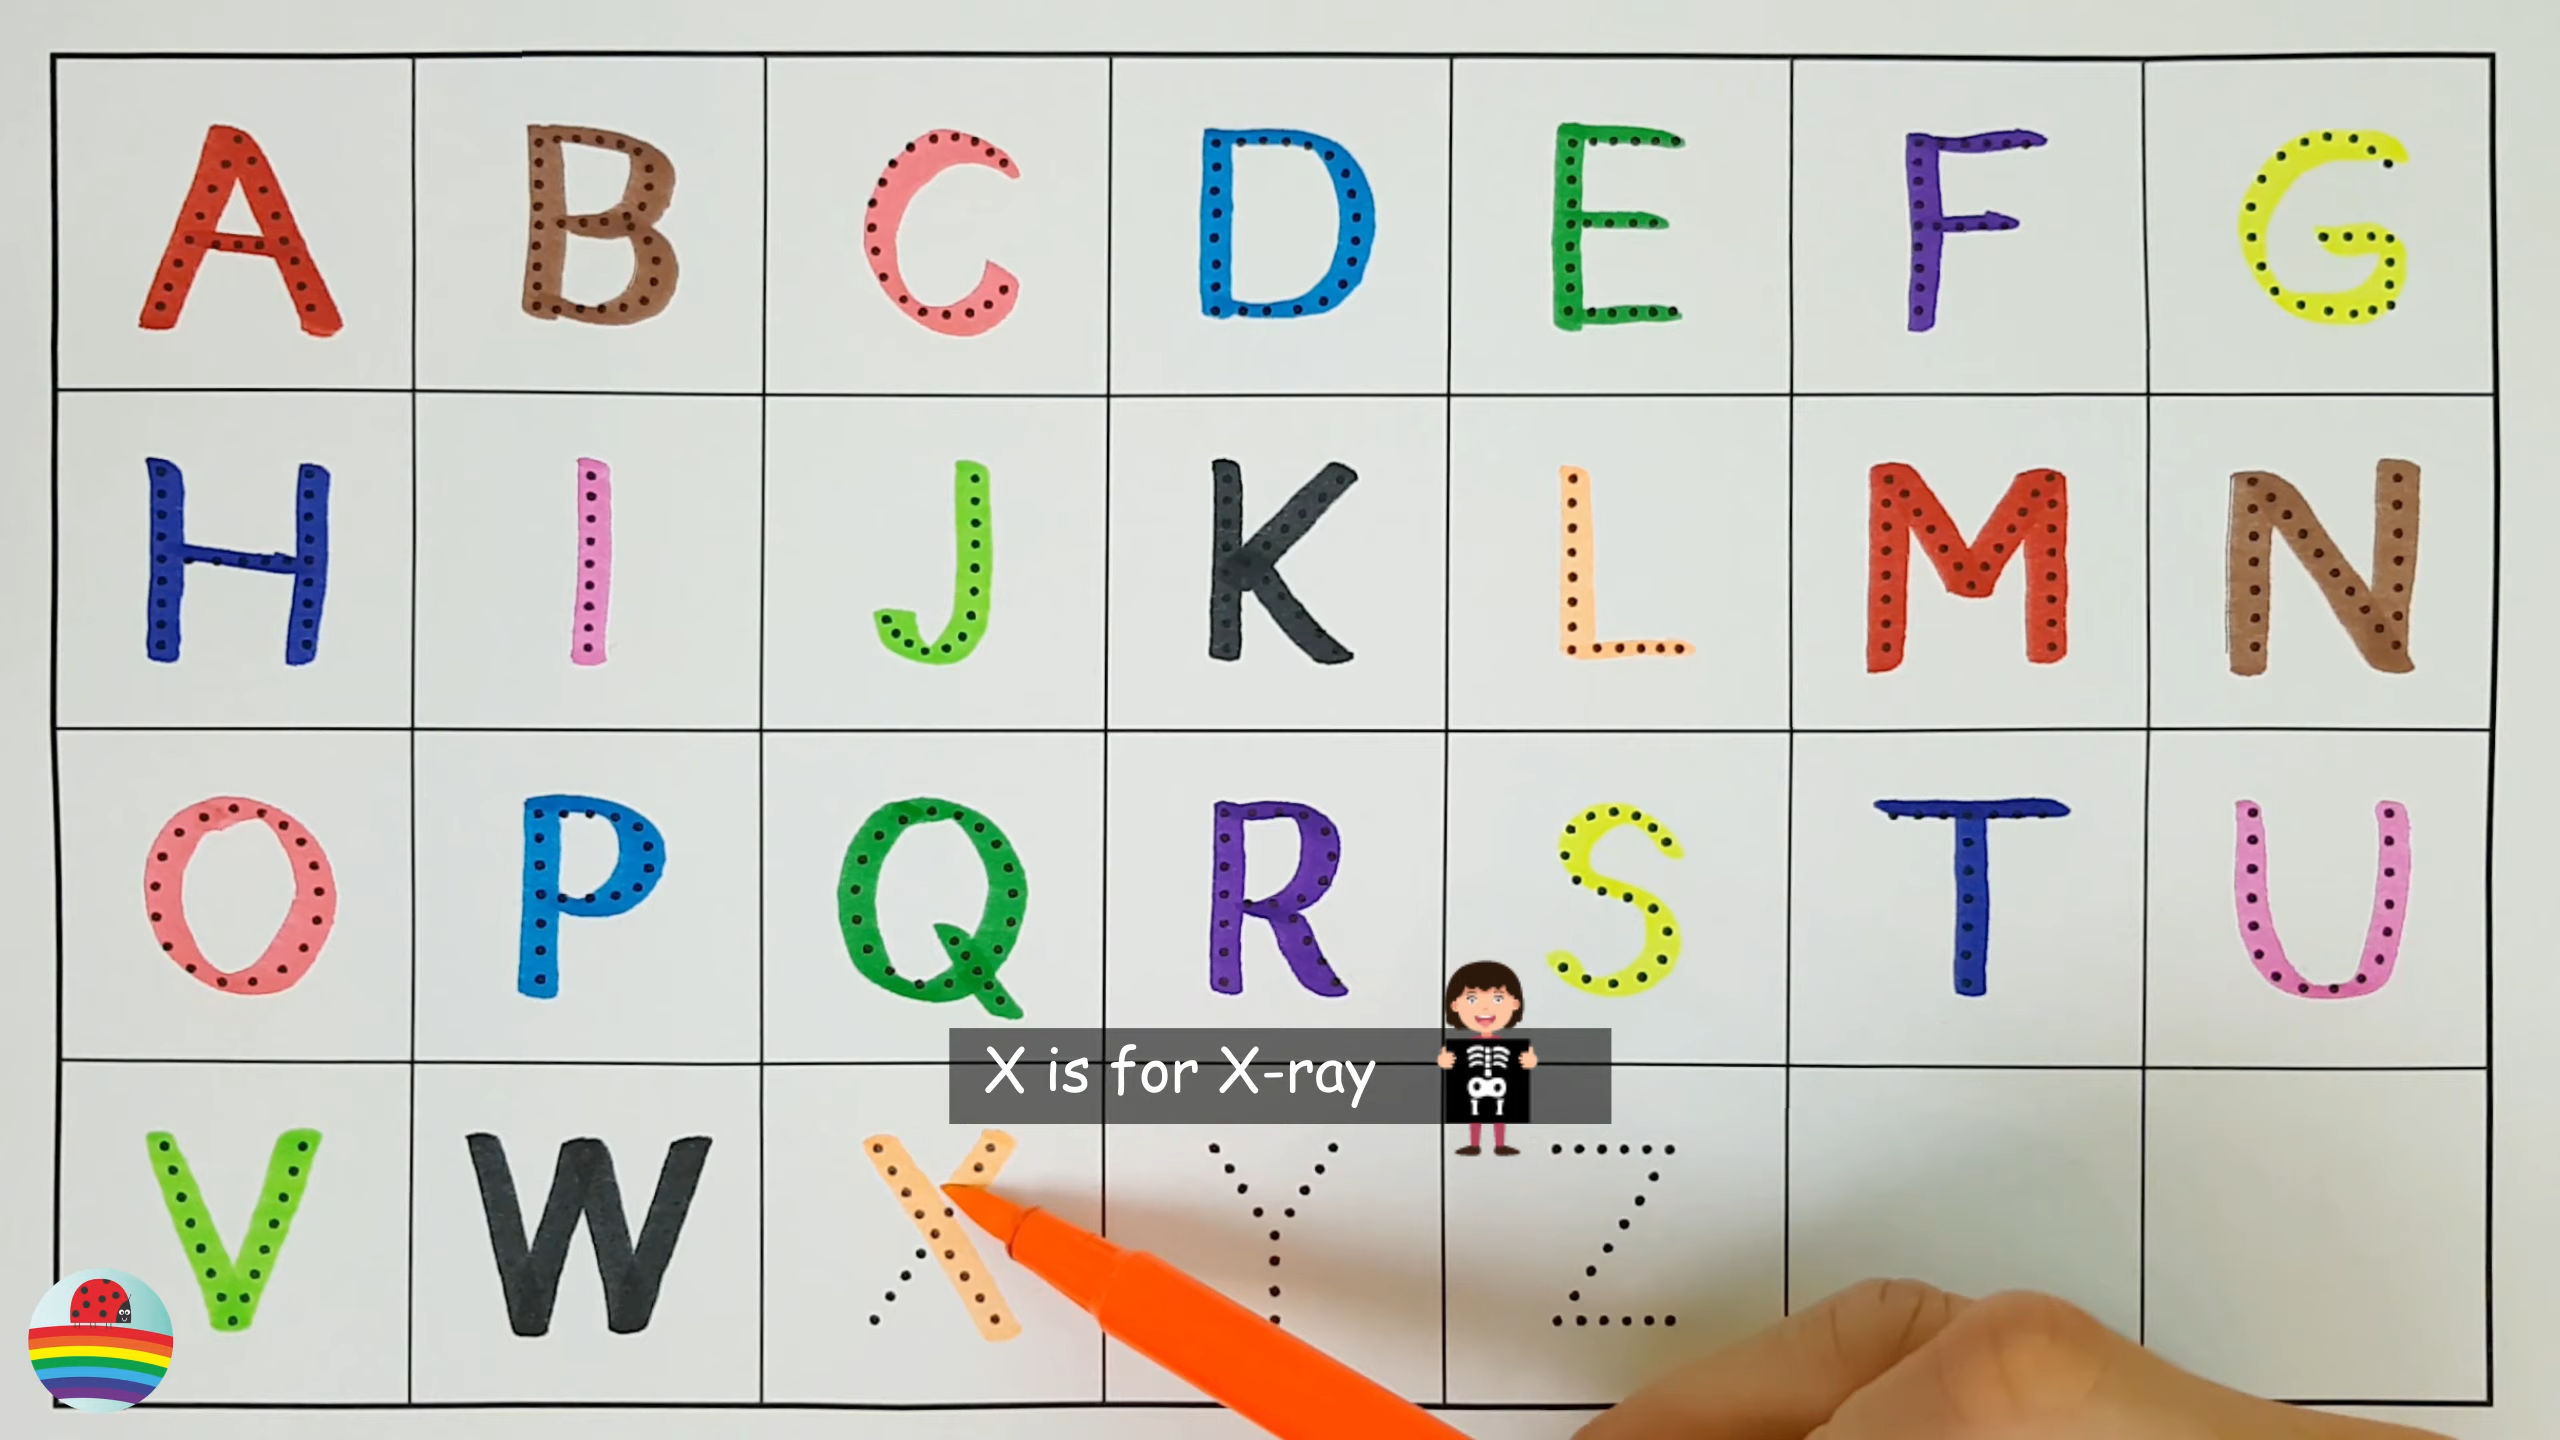 A B C D E F G
H I J K L M N
O P Q R S T U
X is for X-ray
V W X Y Z